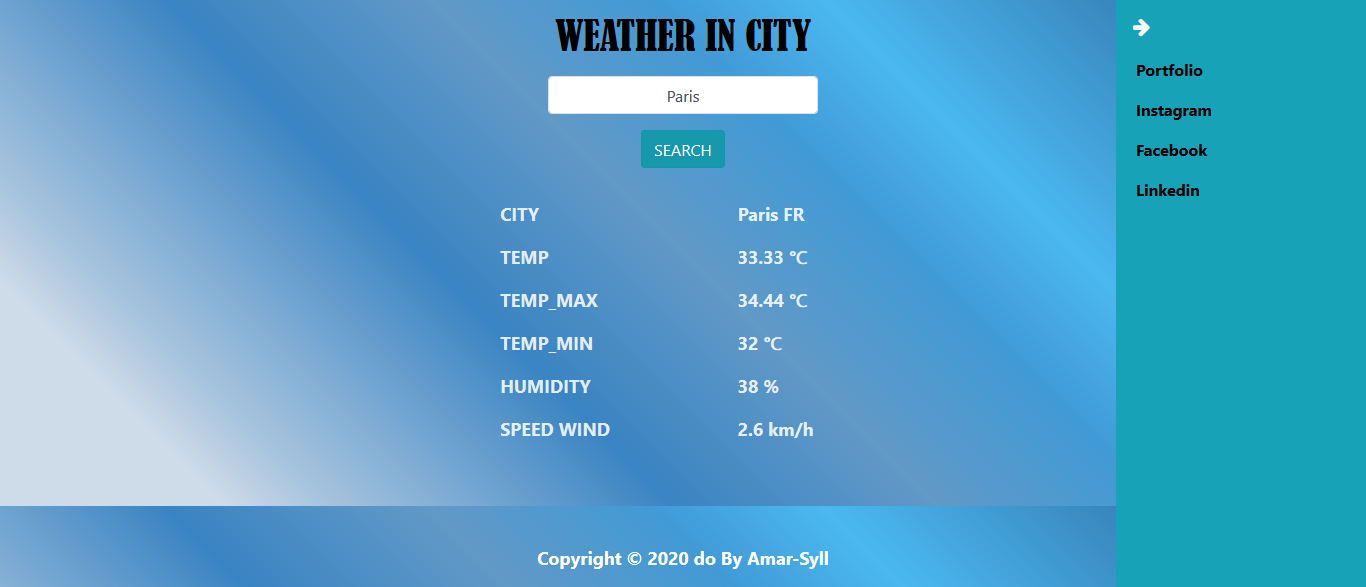 WEATHER IN CITY
Paris
SEARCH
CITY Paris FR
TEMP 33.33 °C
TEMP_MAX 34.44 °C
TEMP_MIN 32 °C
HUMIDITY 38 %
SPEED WIND 2.6 km/h
Copyright © 2020 do By Amar-Syll
Portfolio
Instagram
Facebook
Linkedin